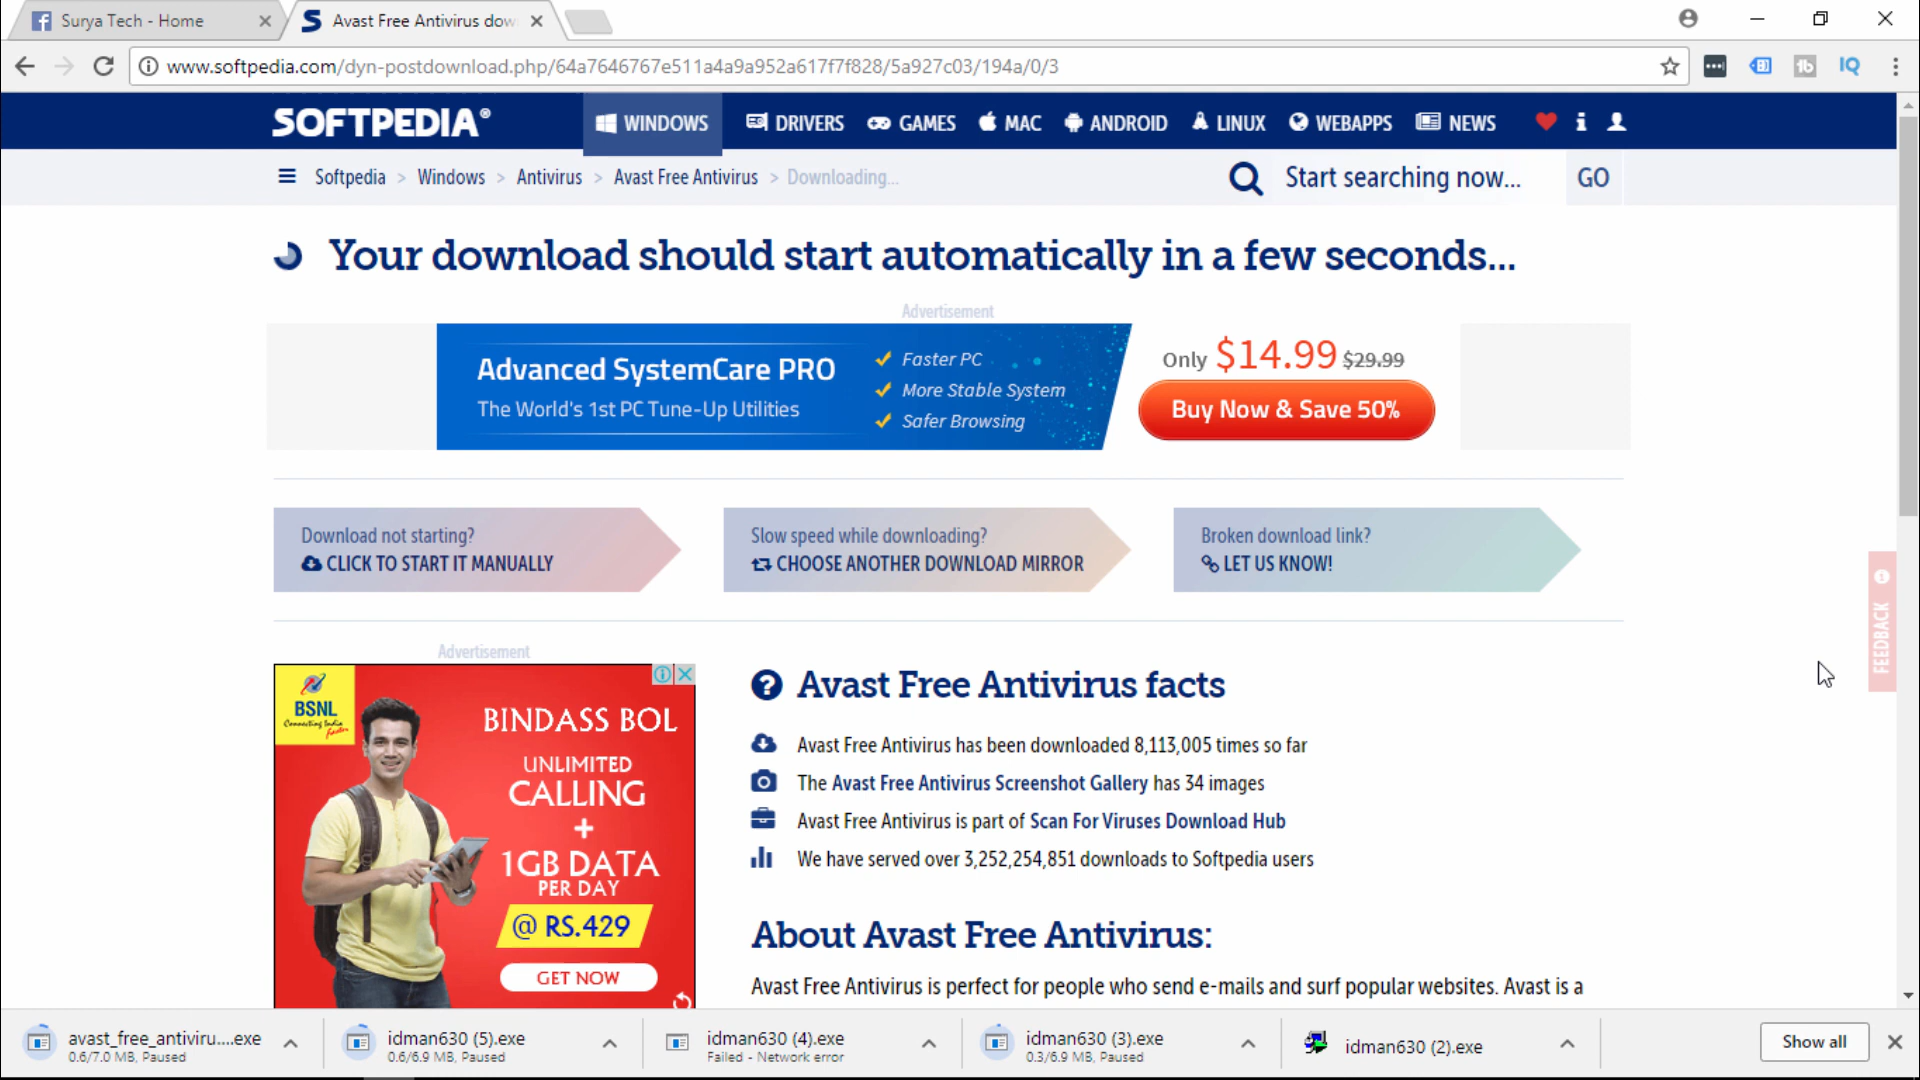 Surya Tech - Home
Avast Free Antivirus dow
www.softpedia.com/dyn-postdownload.php/64a7646767e511a4a9a952a617f7f828/5a927c03/194a/0/3
IQ
SOFTPEDIA®
WINDOWS
DRIVERS
GAMES
MAC
ANDROID
LINUX
WEBAPPS
NEWS
Softpedia > Windows > Antivirus > Avast Free Antivirus > Downloading...
Start searching now...
GO
Your download should start automatically in a few seconds...
Advertisement
Advanced SystemCare PRO
The World's 1st PC Tune-Up Utilities
Faster PC
More Stable System
Safer Browsing
Only $14.99 $29.99
Buy Now & Save 50%
Download not starting?
CLICK TO START IT MANUALLY
Slow speed while downloading?
CHOOSE ANOTHER DOWNLOAD MIRROR
Broken download link?
LET US KNOW!
FEEDBACK
Advertisement
BSNL
Connecting India
faster
BINDASS BOL
UNLIMITED
CALLING
+
1GB DATA
PER DAY
@ RS.429
GET NOW
Avast Free Antivirus facts
Avast Free Antivirus has been downloaded 8,113,005 times so far
The Avast Free Antivirus Screenshot Gallery has 34 images
Avast Free Antivirus is part of Scan For Viruses Download Hub
We have served over 3,252,254,851 downloads to Softpedia users
About Avast Free Antivirus:
Avast Free Antivirus is perfect for people who send e-mails and surf popular websites. Avast is a
avast_free_antiviru....exe
0.6/7.0 MB, Paused
idman630 (5).exe
0.6/6.9 MB, Paused
idman630 (4).exe
Failed - Network error
idman630 (3).exe
0.3/6.9 MB, Paused
idman630 (2).exe
Show all